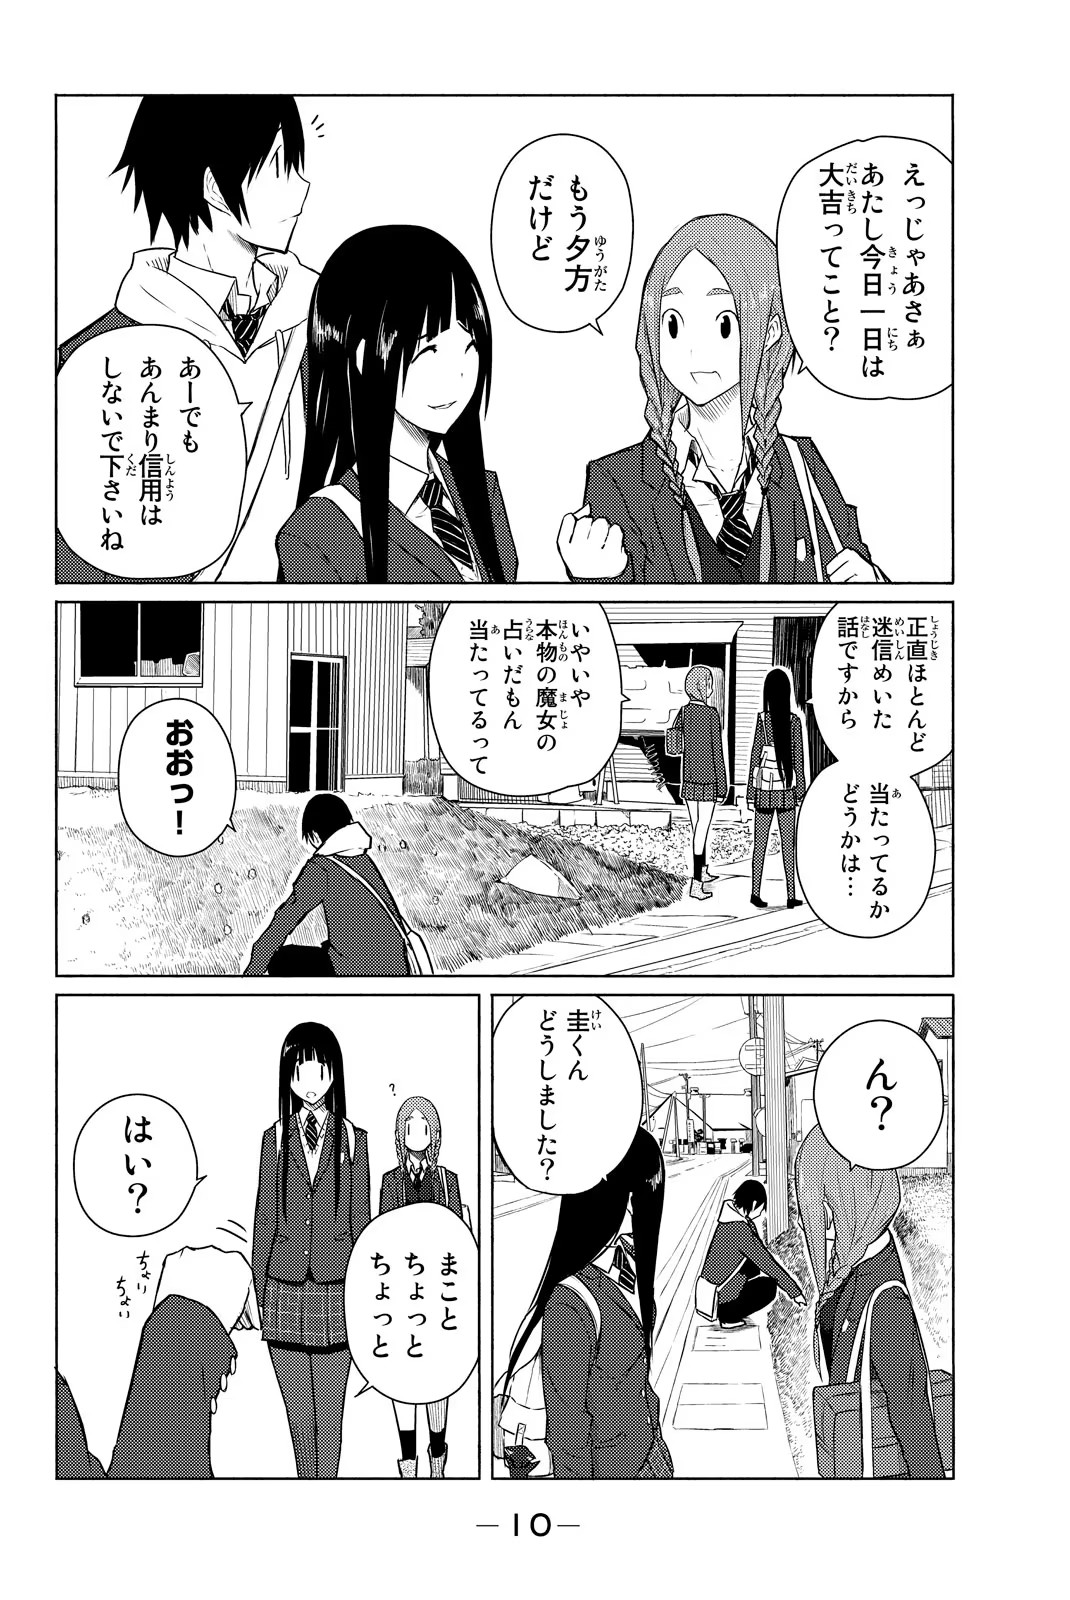 えっじゃあさぁ
あたし今日一日は
大吉ってこと？
もう夕方
だけど
あーでも
あんまり信用は
しないで下さいね
正直ほとんど
迷信めいた
話ですから
当たってるか
どうかは…
いやいや
本物の魔女の
占いだもん
当たってるって
おおっ！
ん？
圭くん
どうしました？
まこと
ちょっと
ちょっと
？
はい？
ちょい
ちょい
—10—